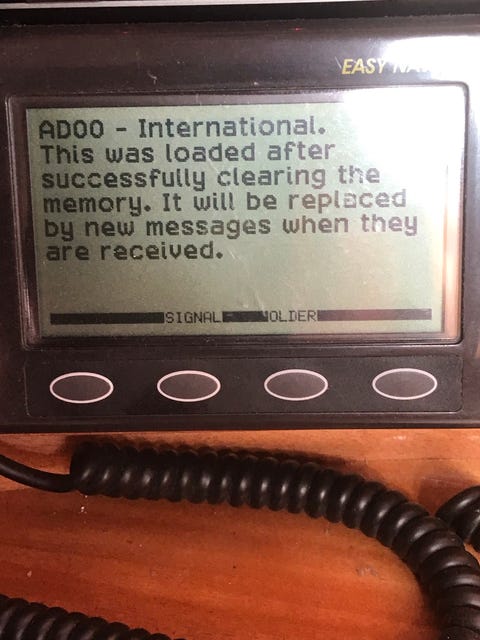 EASY
AD00 - International.
This was loaded after
successfully clearing the
memory. It will be replaced
by new messages when they
are received.
SIGNAL OLDER